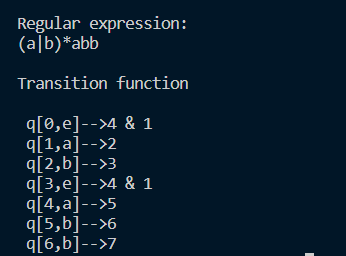 Regular expression:
(a|b)*abb
Transition function
q[0,e]-->4 & 1
q[1,a]-->2
q[2,b]-->3
q[3,e]-->4 & 1
q[4,a]-->5
q[5,b]-->6
q[6,b]-->7